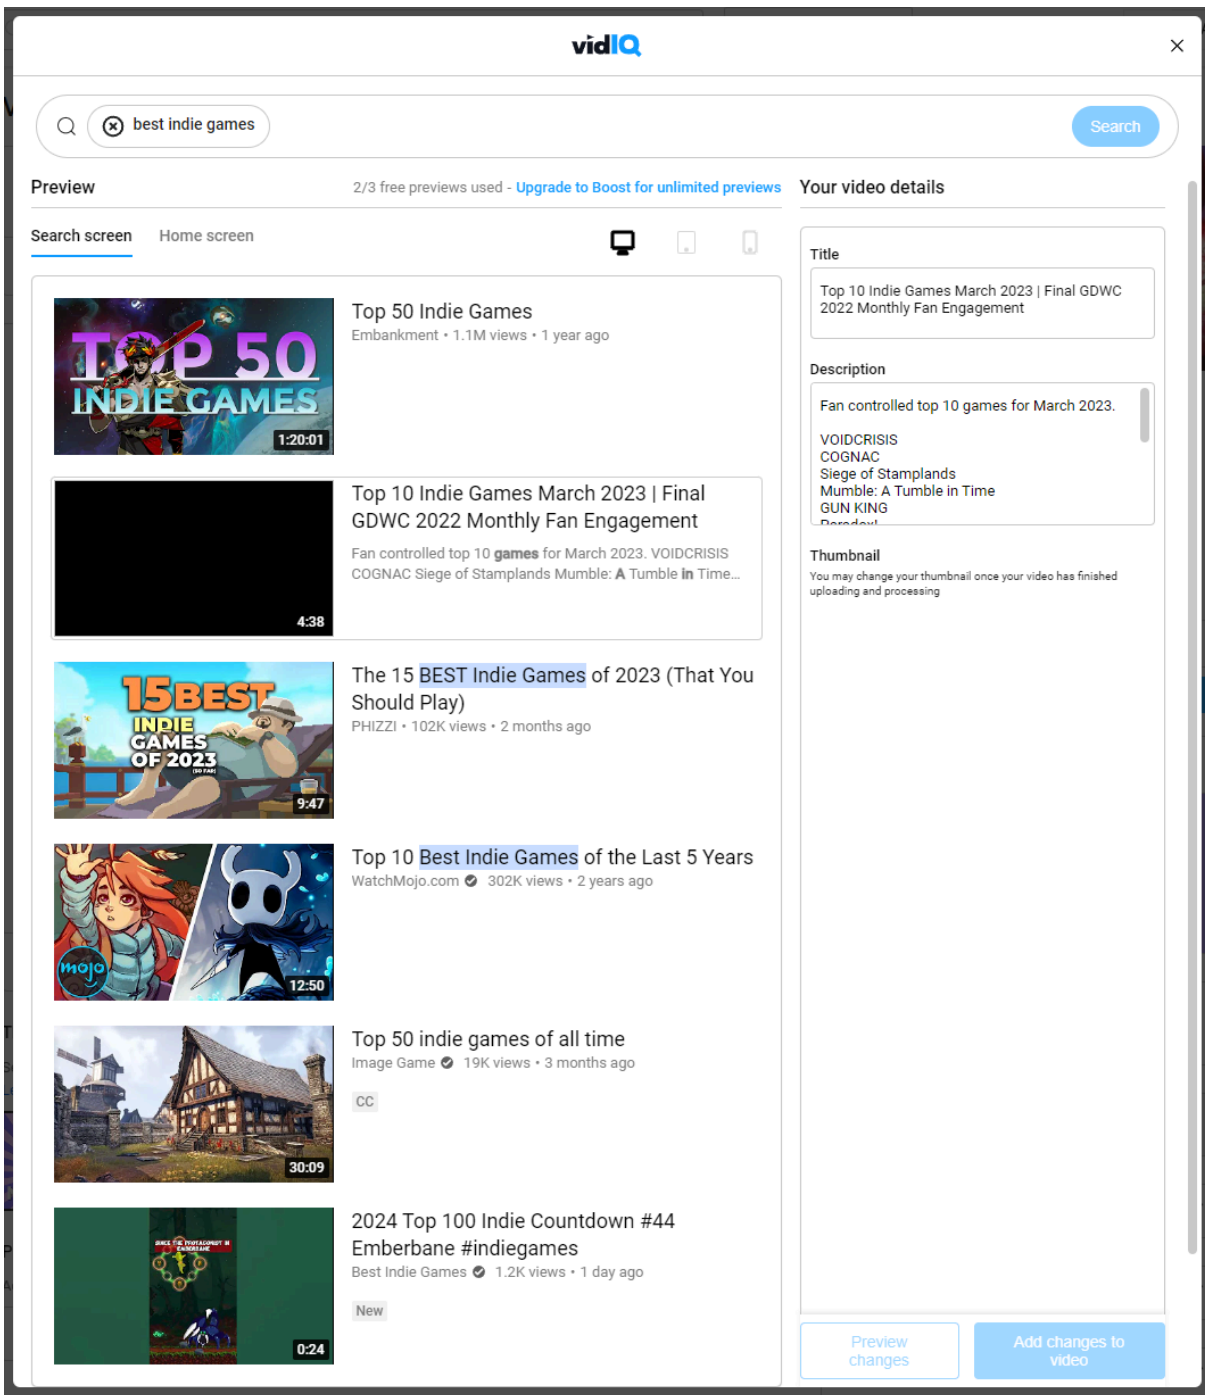 vidIQ
best indie games
Search
Preview
2/3 free previews used - Upgrade to Boost for unlimited previews
Your video details
Search screen
Home screen
Title
Top 10 Indie Games March 2023 | Final GDWC
2022 Monthly Fan Engagement
Description
Fan controlled top 10 games for March 2023.
VOIDCRISIS
COGNAC
Siege of Stamplands
Mumble: A Tumble in Time
GUN KING
Thumbnail
You may change your thumbnail once your video has finished
uploading and processing
TOP 50
INDIE GAMES
1:20:01
Top 50 Indie Games
Embankment • 1.1M views • 1 year ago
4:38
Top 10 Indie Games March 2023 | Final
GDWC 2022 Monthly Fan Engagement
Fan controlled top 10 games for March 2023. VOIDCRISIS
COGNAC Siege of Stamplands Mumble: A Tumble in Time...
15 BEST
INDIE
GAMES
OF 2023
(SO FAR)
9:47
The 15 BEST Indie Games of 2023 (That You
Should Play)
PHIZZI • 102K views • 2 months ago
mojo
12:50
Top 10 Best Indie Games of the Last 5 Years
WatchMojo.com 302K views • 2 years ago
30:09
Top 50 indie games of all time
Image Game 19K views • 3 months ago
CC
SINCE THE PROTAGONIST IN
EMBERBANE
0:24
2024 Top 100 Indie Countdown #44
Emberbane #indiegames
Best Indie Games 1.2K views • 1 day ago
New
Preview
changes
Add changes to
video